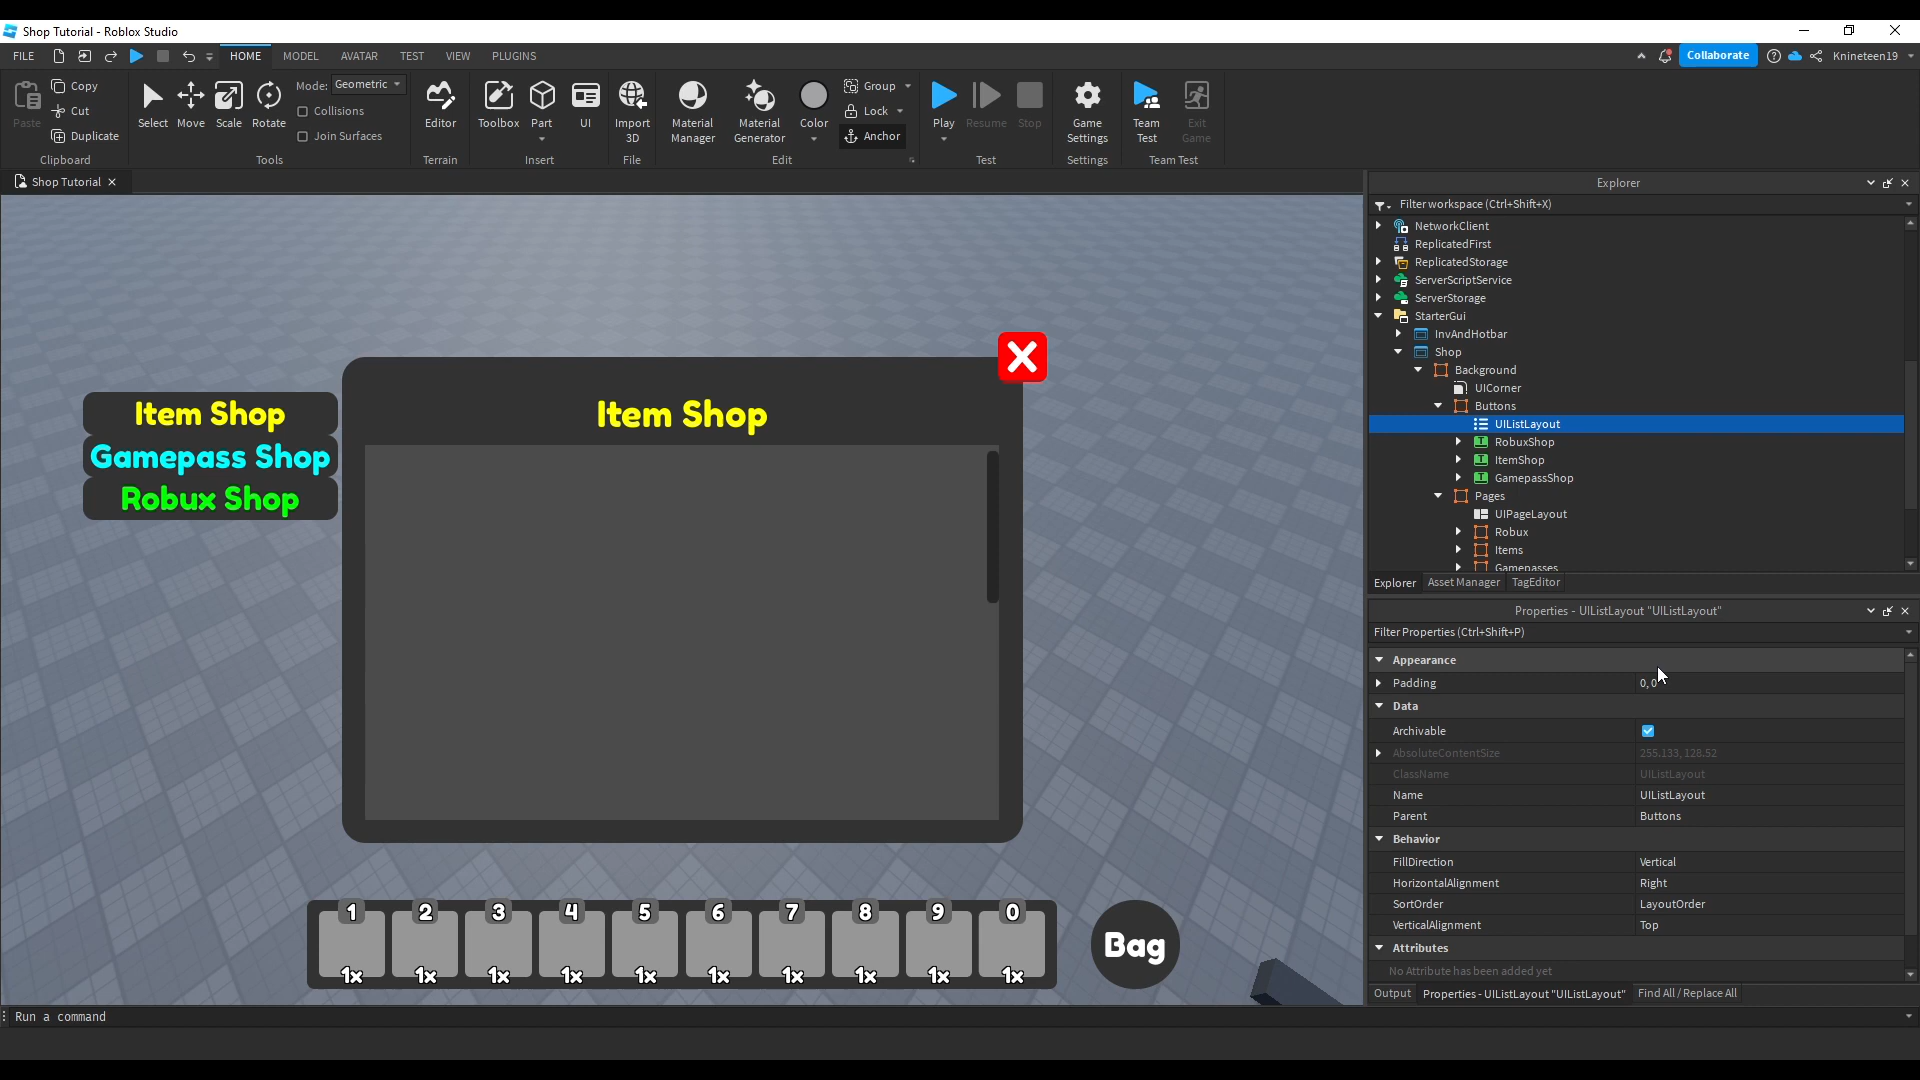 Shop Tutorial - Roblox Studio
FILE HOME MODEL AVATAR TEST VIEW PLUGINS Collaborate Knineteen19
Paste Copy Cut Duplicate Clipboard
Select Move Scale Rotate Mode: Geometric Collisions Join Surfaces Tools
Editor Terrain
Toolbox Part UI Insert
Import 3D File
Material Manager Material Generator Color Group Lock Anchor Edit
Play Resume Stop Test
Game Settings Settings
Team Test Exit Game Team Test
Shop Tutorial
Item Shop
Gamepass Shop
Robux Shop
Item Shop
X
1 2 3 4 5 6 7 8 9 0
1x 1x 1x 1x 1x 1x 1x 1x 1x 1x
Bag
Explorer
Filter workspace (Ctrl+Shift+X)
NetworkClient
ReplicatedFirst
ReplicatedStorage
ServerScriptService
ServerStorage
StarterGui
InvAndHotbar
Shop
Background
UICorner
Buttons
UIListLayout
RobuxShop
ItemShop
GamepassShop
Pages
UIPageLayout
Robux
Items
Gamepasses
Explorer Asset Manager TagEditor
Properties - UIListLayout "UIListLayout"
Filter Properties (Ctrl+Shift+P)
Appearance
Padding 0, 0
Data
Archivable
AbsoluteContentSize 255.133, 128.52
ClassName UIListLayout
Name UIListLayout
Parent Buttons
Behavior
FillDirection Vertical
HorizontalAlignment Right
SortOrder LayoutOrder
VerticalAlignment Top
Attributes
No Attribute has been added yet
Output Properties - UIListLayout "UIListLayout" Find All / Replace All
Run a command